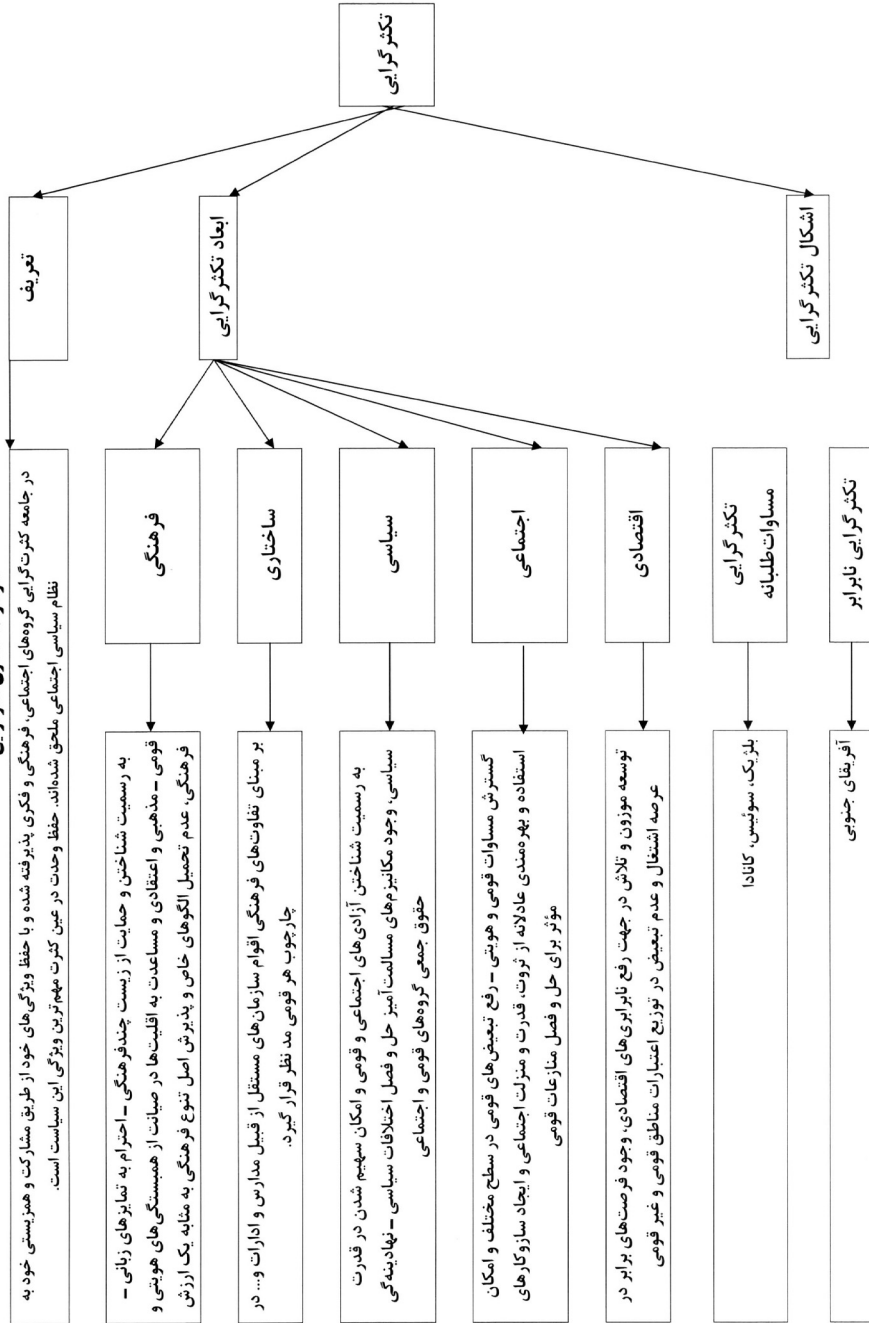 تکثرگرایی
تعریف
در جامعه کثرت‌گرایی گروه‌های اجتماعی، فرهنگی و فکری پذیرفته شده و با حفظ ویژگی‌های خود از طریق مشارکت و همزیستی خود به
نظام سیاسی اجتماعی ملحق شده‌اند. حفظ وحدت در عین کثرت مهم‌ترین ویژگی این سیاست است.
ابعاد تکثرگرایی
فرهنگی
به رسمیت شناختن و حمایت از زیست چندفرهنگی ـ احترام به تمایزهای زبانی ـ
قومی ـ مذهبی و اعتقادی و مساعدت به اقلیت‌ها در صیانت از همبستگی‌های هویتی و
فرهنگی، عدم تحمیل الگوهای خاص و پذیرش اصل تنوع فرهنگی به مثابه یک ارزش
ساختاری
بر مبنای تفاوت‌های فرهنگی اقوام سازمان‌های مستقل از قبیل مدارس و ادارات و... در
چارچوب هر قومی مد نظر قرار گیرد.
سیاسی
به رسمیت شناختن آزادی‌های اجتماعی و قومی و امکان سهیم شدن در قدرت
سیاسی، وجود مکانیزم‌های مسالمت‌آمیز حل و فصل اختلافات سیاسی ـ نهادینه‌گی
حقوق جمعی گروه‌های قومی و اجتماعی
اجتماعی
گسترش مساوات قومی و هویتی ـ رفع تبعیض‌های قومی در سطح مختلف و امکان
استفاده و بهره‌مندی عادلانه از ثروت، قدرت و منزلت اجتماعی و ایجاد سازوکارهای
مؤثر برای حل و فصل منازعات قومی
اقتصادی
توسعه موزون و تلاش در جهت رفع نابرابری‌های اقتصادی، وجود فرصت‌های برابر در
عرصه اشتغال و عدم تبعیض در توزیع اعتبارات مناطق قومی و غیر قومی
اشکال تکثرگرایی
تکثرگرایی
مساوات‌طلبانه
بلژیک، سوئیس، کانادا
تکثرگرایی نابرابر
آفریقای جنوبی